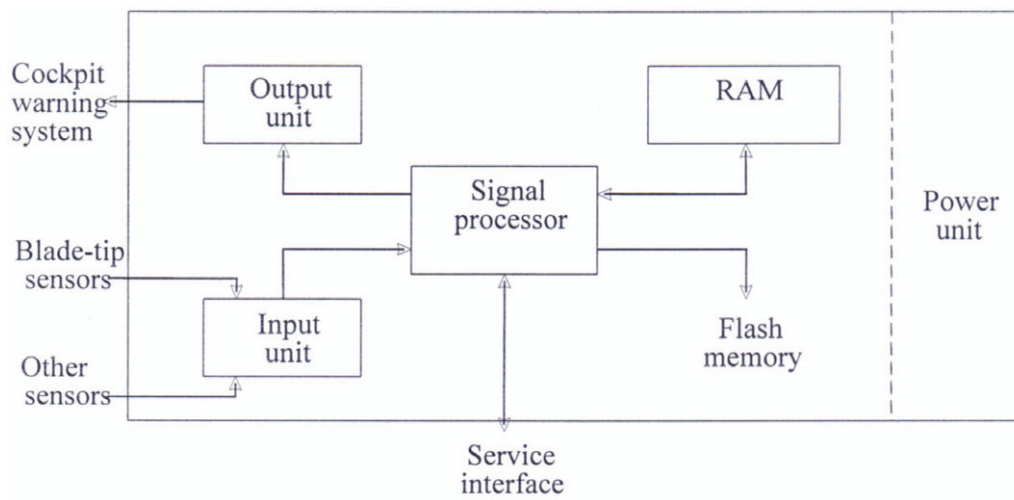 Cockpit
warning
system
Output
unit
RAM
Signal
processor
Power
unit
Blade-tip
sensors
Input
unit
Flash
memory
Other
sensors
Service
interface